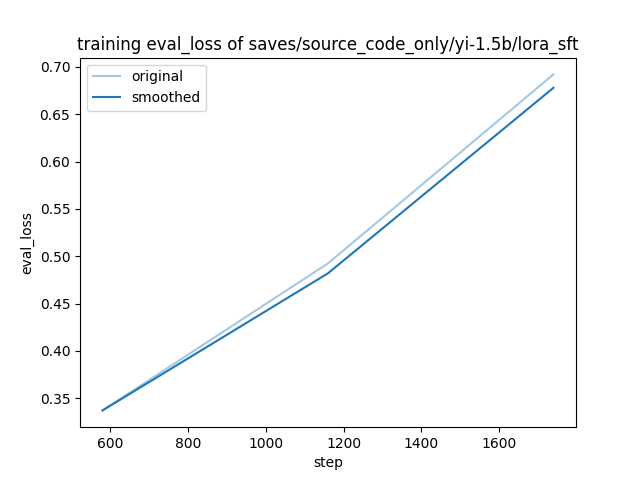 training eval_loss of saves/source_code_only/yi-1.5b/lora_sft
original
smoothed
eval_loss
0.70
0.65
0.60
0.55
0.50
0.45
0.40
0.35
600 800 1000 1200 1400 1600
step